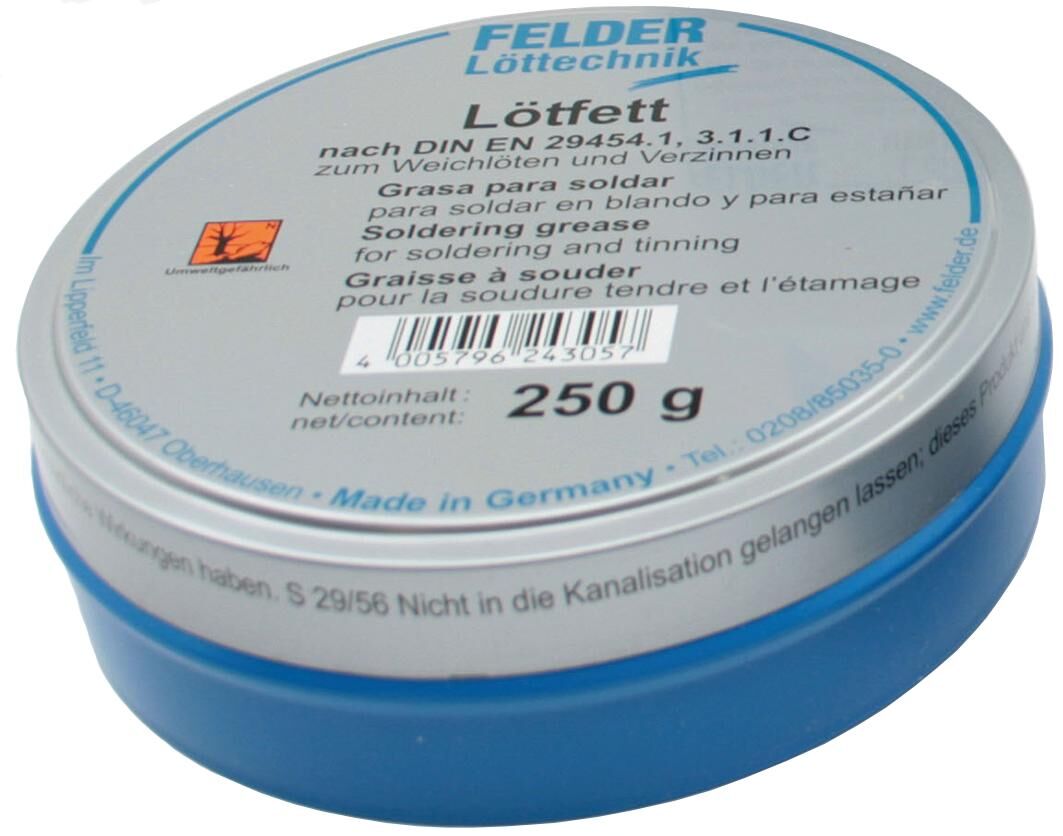 FELDER
Löttechnik
Lötfett
nach DIN EN 29454.1, 3.1.1.C
zum Weichlöten und Verzinnen
Grasa para soldar
para soldar en blando y para estañar
Soldering grease
for soldering and tinning
Graisse à souder
pour la soudure tendre et l'étamage
N
Umweltgefährlich
4 005796 243057
Nettoinhalt:
net/content:
250 g
Im Lipperfeld 11 • D-46047 Oberhausen • Made in Germany • Tel.: 0208/85035-0 • www.felder.de
Wirkungen haben. S 29/56 Nicht in die Kanalisation gelangen lassen; dieses